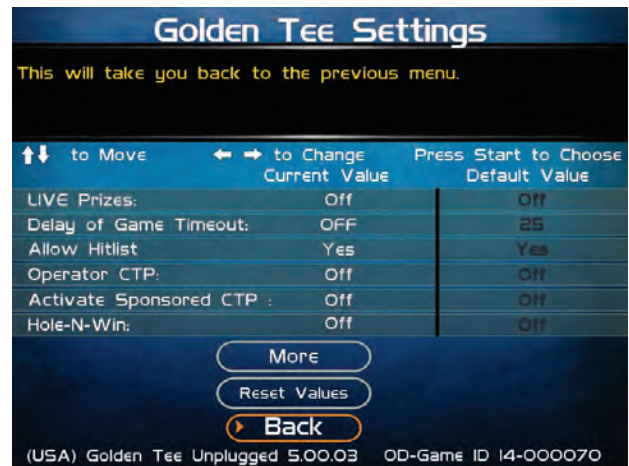 Golden Tee Settings
This will take you back to the previous menu.
to Move to Change Press Start to Choose
Current Value Default Value
LIVE Prizes: Off Off
Delay of Game Timeout: OFF 25
Allow Hitlist Yes Yes
Operator CTP: Off Off
Activate Sponsored CTP : Off Off
Hole-N-Win: Off Off
More
Reset Values
Back
(USA) Golden Tee Unplugged 5.00.03 OD-Game ID 14-000070